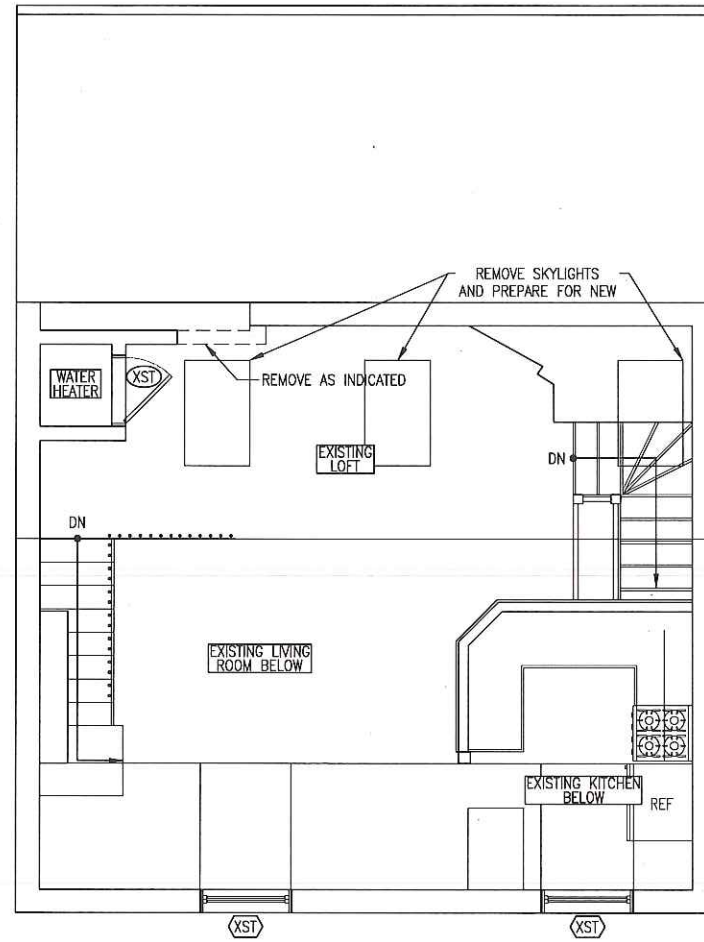 REMOVE SKYLIGHTS
AND PREPARE FOR NEW
WATER
HEATER
XST
REMOVE AS INDICATED
EXISTING
LOFT
DN
DN
EXISTING LIVING
ROOM BELOW
EXISTING KITCHEN
BELOW
REF
XST
XST